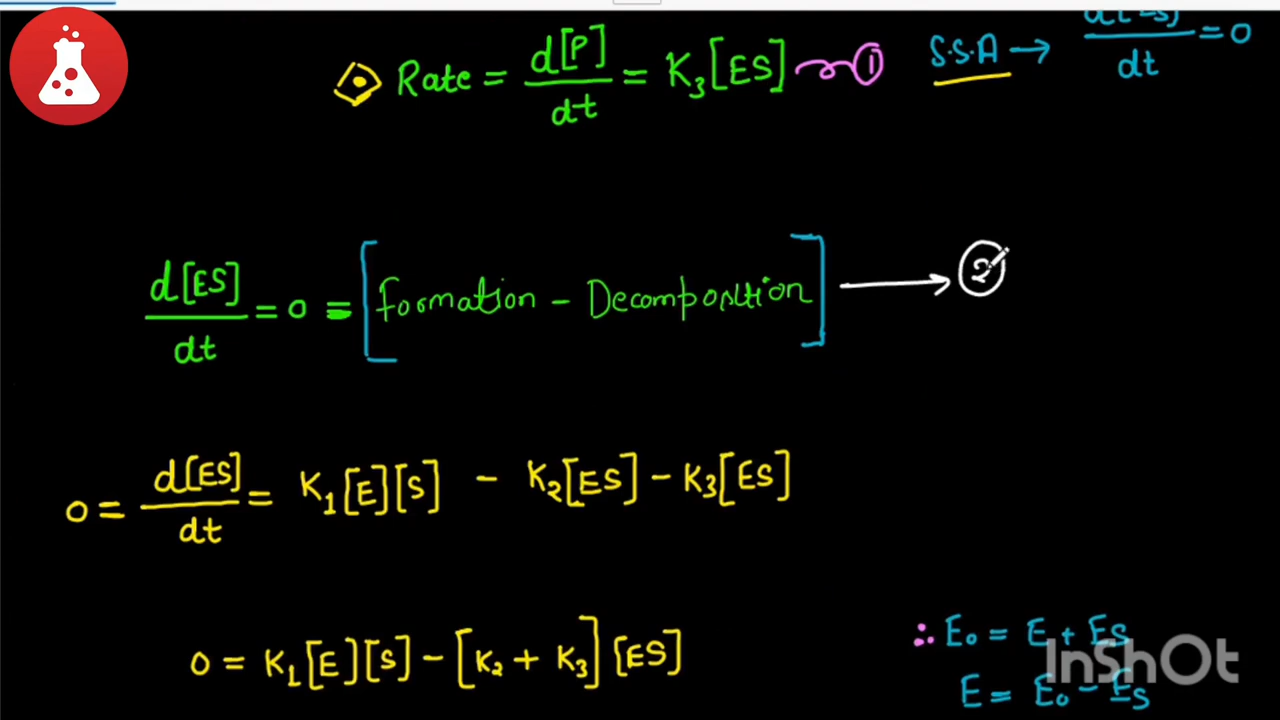 Rate = d[P]/dt = K₃[ES] ①
S.S.A → /dt = 0
d[ES]/dt = 0 = [Formation - Decomposition] → ②
0 = d[ES]/dt = K₁[E][S] - K₂[ES] - K₃[ES]
0 = K₁[E][S] - [K₂ + K₃][ES]
∴ E₀ = E + ES
E = E₀ - ES
InShOt